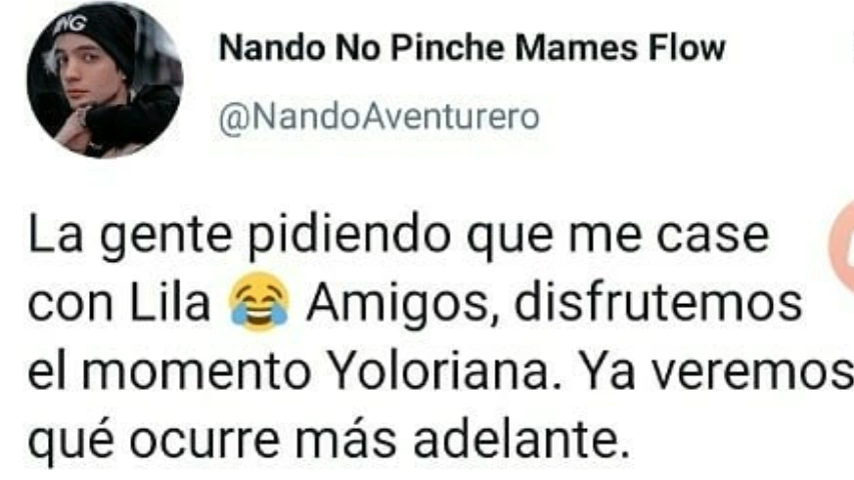 NG
Nando No Pinche Mames Flow
@NandoAventurero
La gente pidiendo que me case
con Lila 😂 Amigos, disfrutemos
el momento Yoloriana. Ya veremos
qué ocurre más adelante.